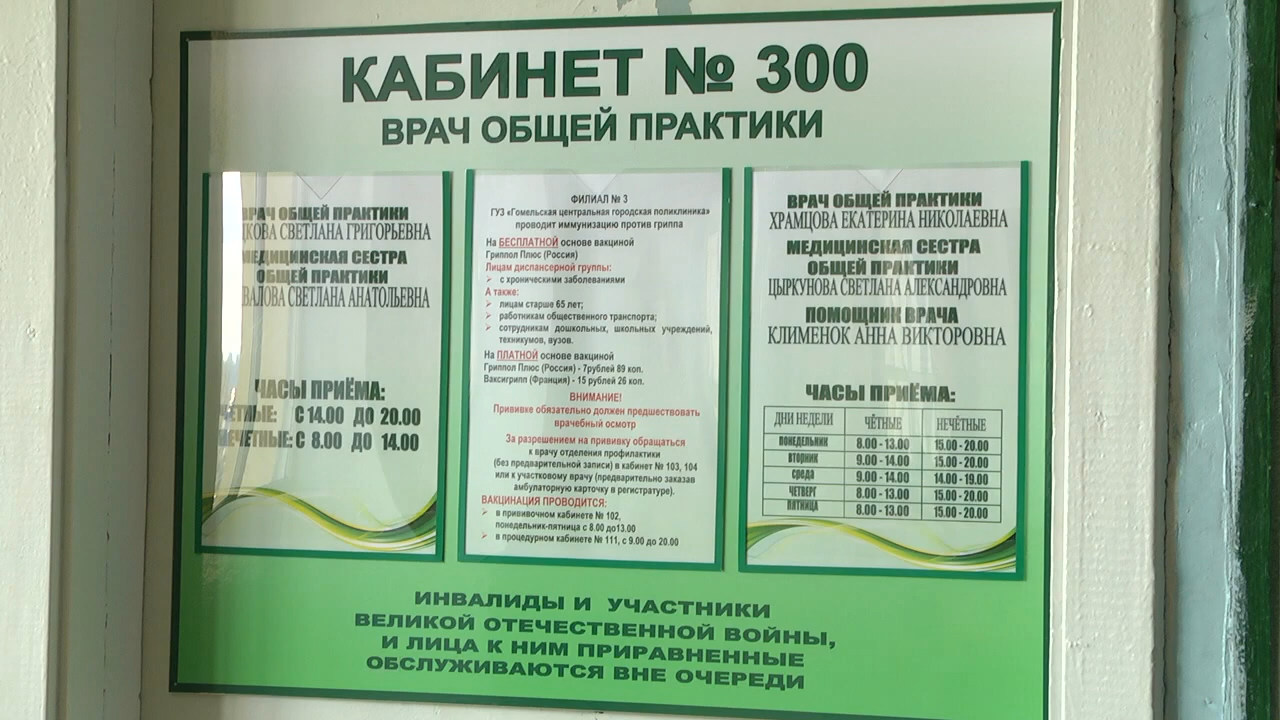 КАБИНЕТ № 300
ВРАЧ ОБЩЕЙ ПРАКТИКИ
ВРАЧ ОБЩЕЙ ПРАКТИКИ
СВЕТЛАНА ГРИГОРЬЕВНА
МЕДИЦИНСКАЯ СЕСТРА
ОБЩЕЙ ПРАКТИКИ
СВЕТЛАНА АНАТОЛЬЕВНА
ЧАСЫ ПРИЁМА:
ЧЕТНЫЕ: С 14.00 ДО 20.00
НЕЧЕТНЫЕ: С 8.00 ДО 14.00
ФИЛИАЛ № 3
ГУЗ «Гомельская центральная городская поликлиника»
проводит иммунизацию против гриппа
На БЕСПЛАТНОЙ основе вакциной
Гриппол Плюс (Россия)
Лицам диспансерной группы:
с хроническими заболеваниями
А также:
лицам старше 65 лет;
работникам общественного транспорта;
сотрудникам дошкольных, школьных учреждений,
техникумов, вузов.
На ПЛАТНОЙ основе вакциной
Гриппол Плюс (Россия) - 7рублей 89 коп.
Ваксигрипп (Франция) - 15 рублей 26 коп.
ВНИМАНИЕ!
Прививке обязательно должен предшествовать
врачебный осмотр
За разрешением на прививку обращаться
к врачу отделения профилактики
(без предварительной записи) в кабинет № 103, 104
или к участковому врачу (предварительно заказав
амбулаторную карточку в регистратуре).
ВАКЦИНАЦИЯ ПРОВОДИТСЯ:
в прививочном кабинете № 102,
понедельник-пятница с 8.00 до13.00
в процедурном кабинете № 111, с 9.00 до 20.00
ВРАЧ ОБЩЕЙ ПРАКТИКИ
ХРАМЦОВА ЕКАТЕРИНА НИКОЛАЕВНА
МЕДИЦИНСКАЯ СЕСТРА
ОБЩЕЙ ПРАКТИКИ
ЦЫРКУНОВА СВЕТЛАНА АЛЕКСАНДРОВНА
ПОМОЩНИК ВРАЧА
КЛИМЕНОК АННА ВИКТОРОВНА
ЧАСЫ ПРИЁМА:
ДНИ НЕДЕЛИ ЧЁТНЫЕ НЕЧЁТНЫЕ
ПОНЕДЕЛЬНИК 8.00 - 13.00 15.00 - 20.00
ВТОРНИК 9.00 - 14.00 15.00 - 20.00
СРЕДА 9.00 - 14.00 14.00 - 19.00
ЧЕТВЕРГ 8.00 - 13.00 15.00 - 20.00
ПЯТНИЦА 8.00 - 13.00 15.00 - 20.00
ИНВАЛИДЫ И УЧАСТНИКИ
ВЕЛИКОЙ ОТЕЧЕСТВЕННОЙ ВОЙНЫ,
И ЛИЦА К НИМ ПРИРАВНЕННЫЕ
ОБСЛУЖИВАЮТСЯ ВНЕ ОЧЕРЕДИ